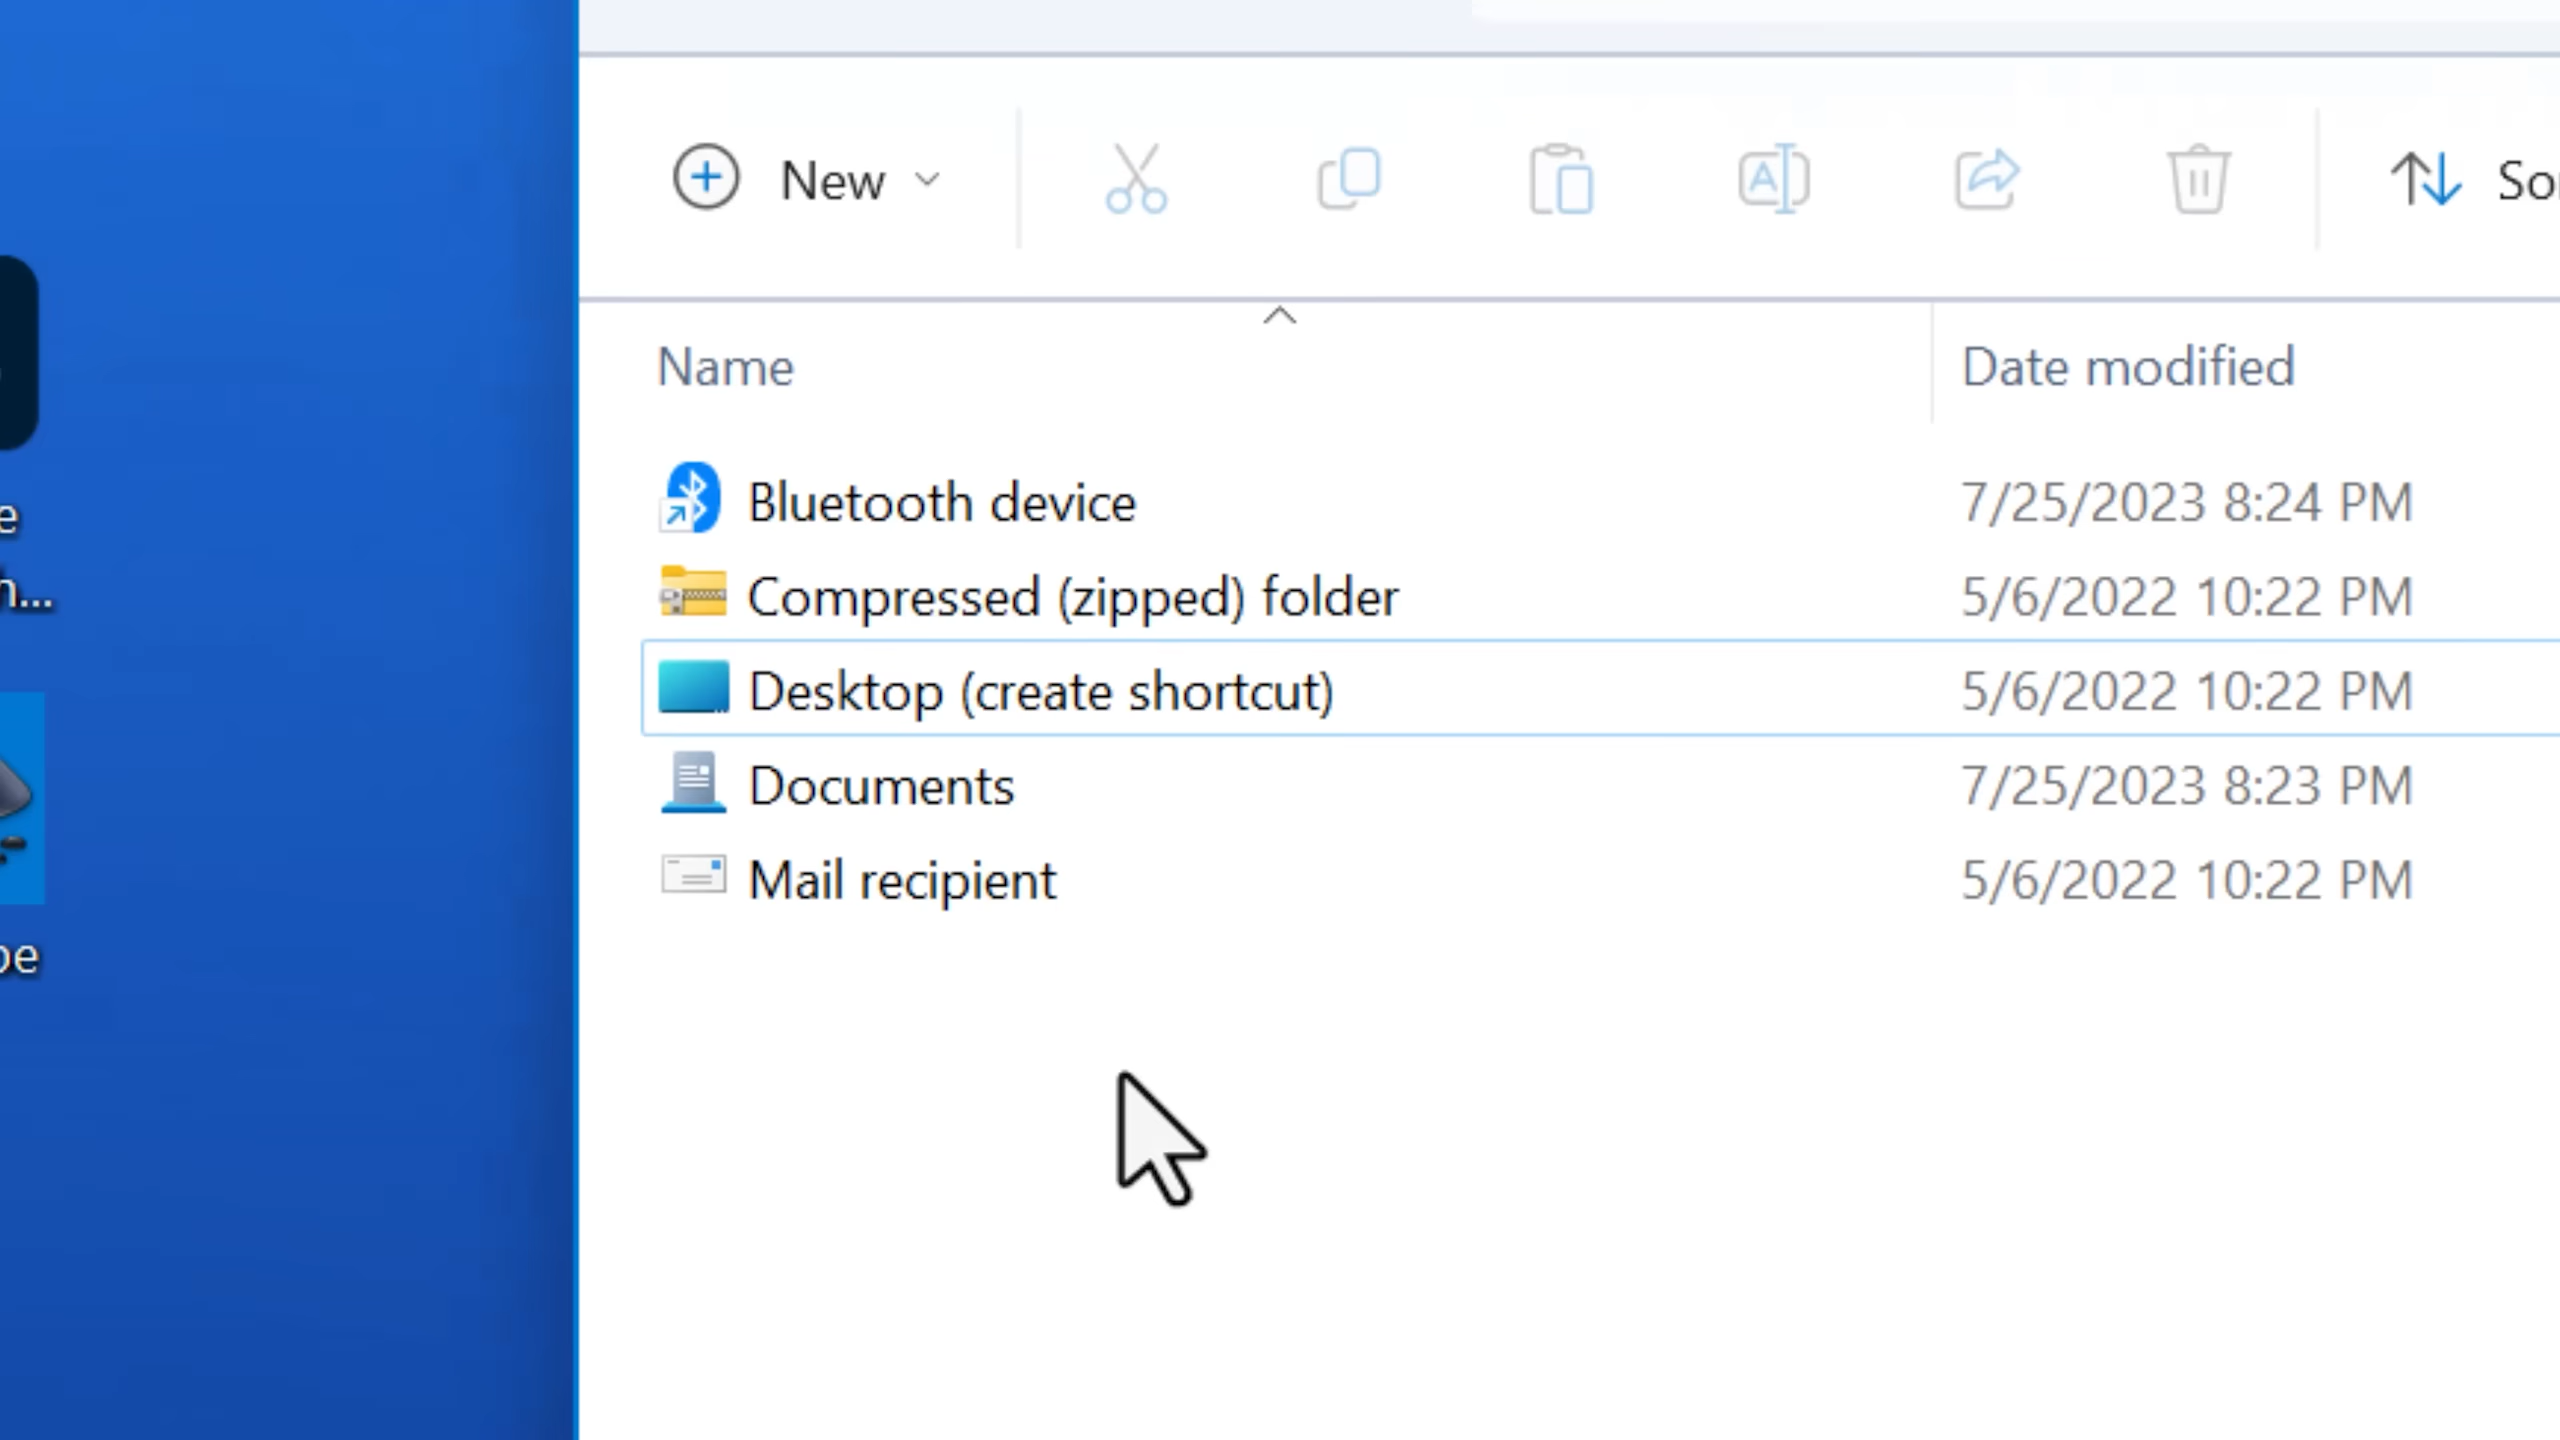 New
Name
Date modified
Bluetooth device
7/25/2023 8:24 PM
Compressed (zipped) folder
5/6/2022 10:22 PM
Desktop (create shortcut)
5/6/2022 10:22 PM
Documents
7/25/2023 8:23 PM
Mail recipient
5/6/2022 10:22 PM